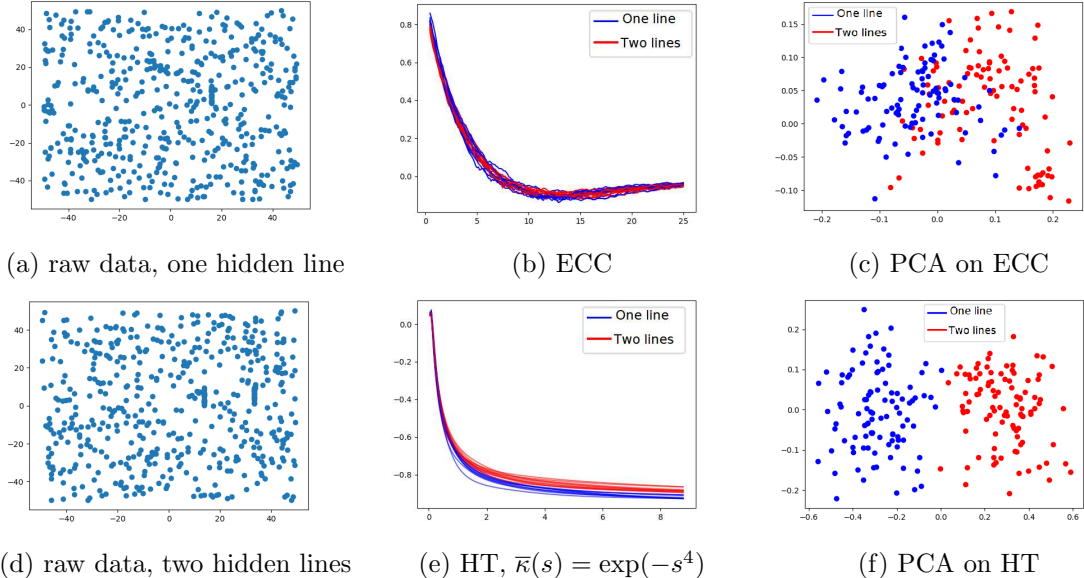 40
20
0
−20
−40
−40 −20 0 20 40
0.8
0.6
0.4
0.2
0.0
0 5 10 15 20 25
One line
Two lines
0.15
0.10
0.05
0.00
−0.05
−0.10
−0.2 −0.1 0.0 0.1 0.2
One line
Two lines
(a) raw data, one hidden line
(b) ECC
(c) PCA on ECC
40
20
0
−20
−40
−40 −20 0 20 40
0.0
−0.2
−0.4
−0.6
−0.8
0 2 4 6 8
One line
Two lines
0.2
0.1
0.0
−0.1
−0.2
−0.6 −0.4 −0.2 0.0 0.2 0.4 0.6
One line
Two lines
(d) raw data, two hidden lines
(e) HT, κ̅(s) = exp(−s⁴)
(f) PCA on HT